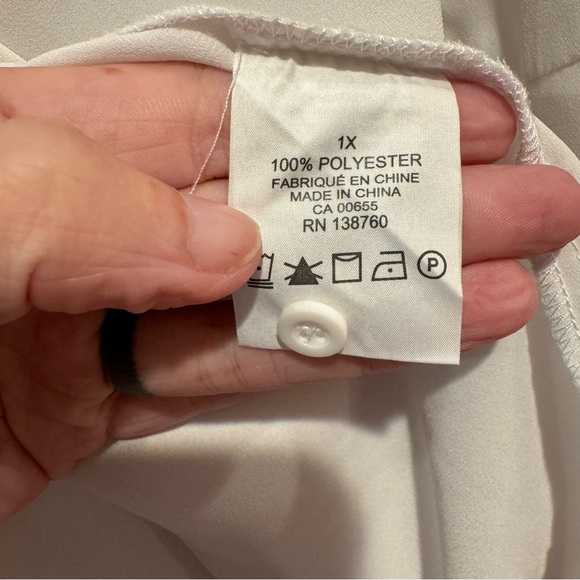 1X
100% POLYESTER
FABRIQUÉ EN CHINE
MADE IN CHINA
CA 00655
RN 138760
P